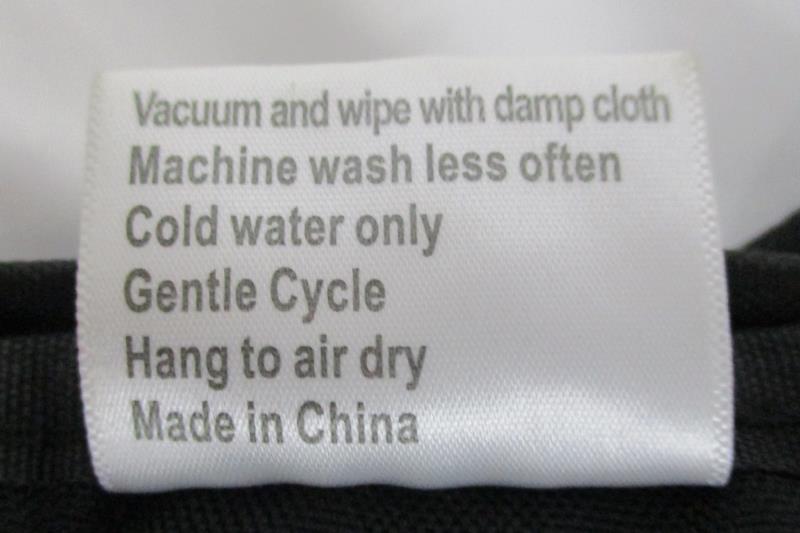 Vacuum and wipe with damp cloth
Machine wash less often
Cold water only
Gentle Cycle
Hang to air dry
Made in China